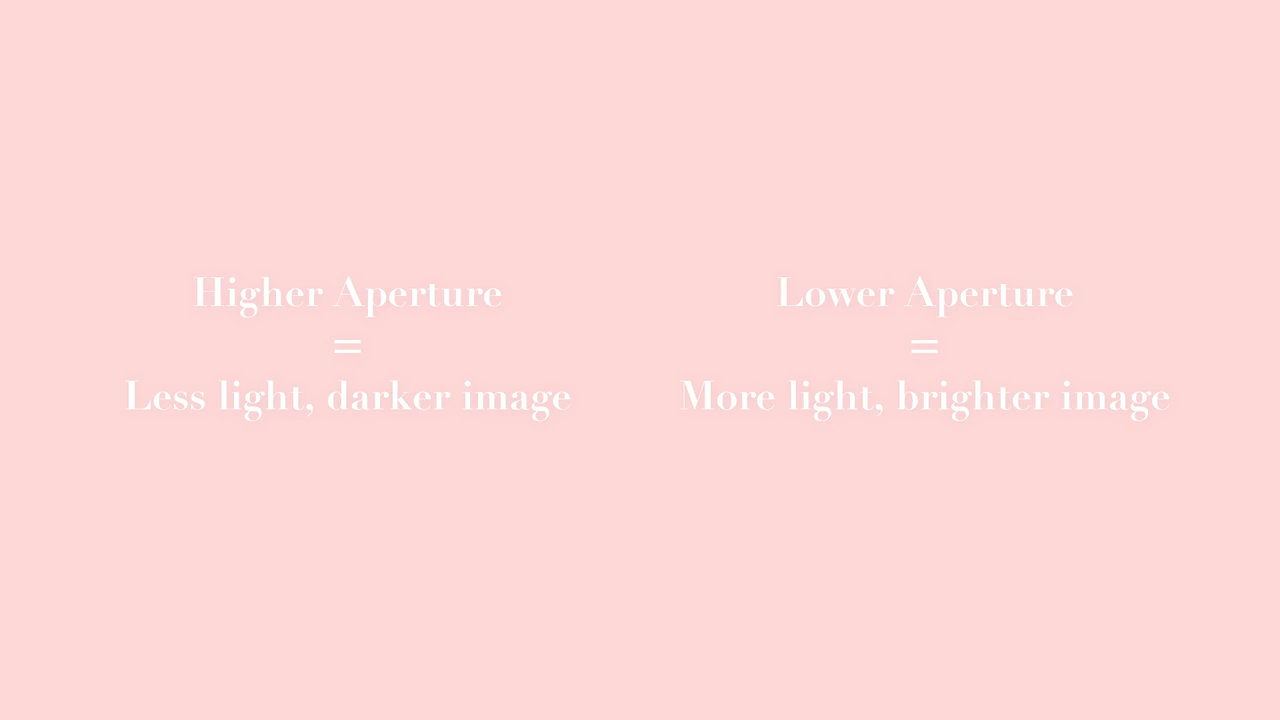 Higher Aperture
=
Less light, darker image
Lower Aperture
=
More light, brighter image